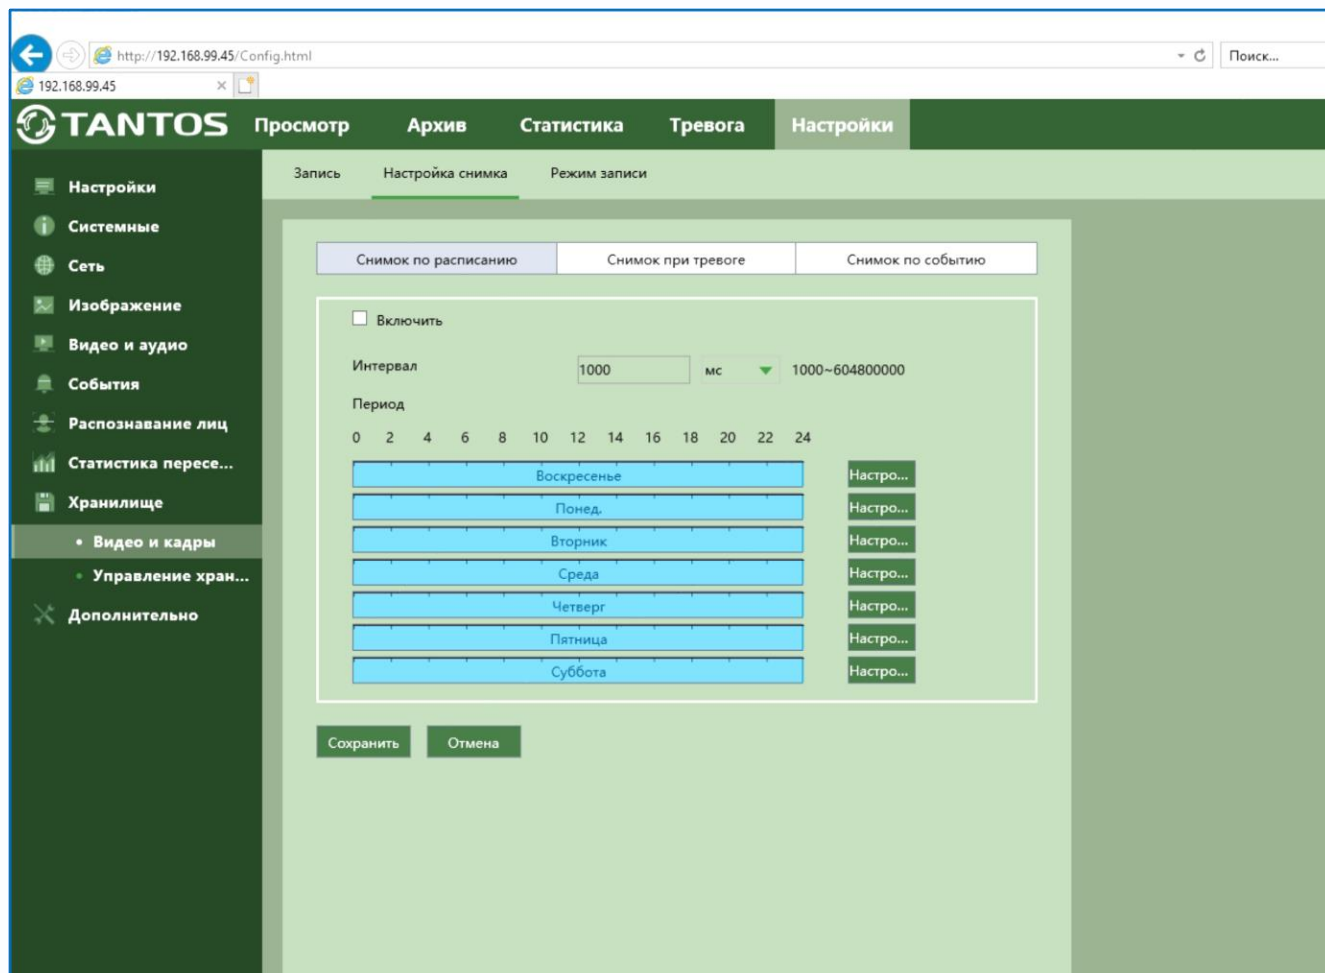 http://192.168.99.45/Config.html
Поиск...
192.168.99.45
TANTOS Просмотр Архив Статистика Тревога Настройки
Запись Настройка снимка Режим записи
Настройки
Системные
Сеть
Изображение
Видео и аудио
События
Распознавание лиц
Статистика пересе...
Хранилище
• Видео и кадры
• Управление хран...
Дополнительно
Снимок по расписанию Снимок при тревоге Снимок по событию
Включить
Интервал 1000 мс 1000~604800000
Период
0 2 4 6 8 10 12 14 16 18 20 22 24
Воскресенье Настро...
Понед. Настро...
Вторник Настро...
Среда Настро...
Четверг Настро...
Пятница Настро...
Суббота Настро...
Сохранить Отмена